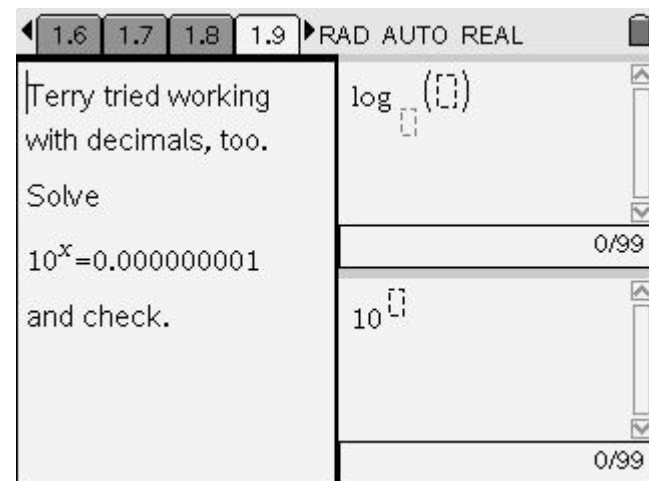 1.6 1.7 1.8 1.9 RAD AUTO REAL
Terry tried working
with decimals, too.
Solve
10^x=0.000000001
and check.
log ()
0/99
10
0/99